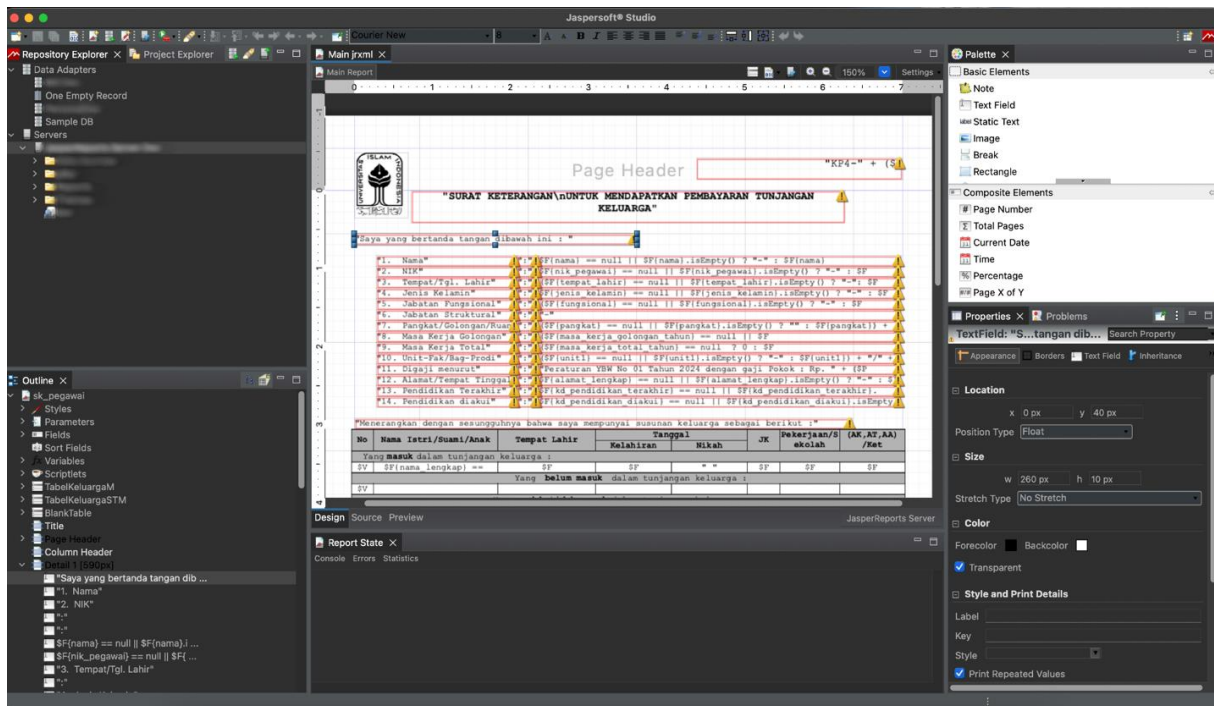 Jaspersoft® Studio
Courier New
8
Repository Explorer
Project Explorer
Data Adapters
One Empty Record
Sample DB
Servers
Outline
sk_pegawai
Styles
Parameters
Fields
Sort Fields
Variables
Scriptlets
TabelKeluargaM
TabelKeluargaSTM
BlankTable
Title
Page Header
Column Header
Detail 1 [590px]
"Saya yang bertanda tangan dib ...
"1. Nama"
"2. NIK"
":"
":"
$F{nama} == null || $F{nama}.i ...
$F{nik_pegawai} == null || $F{ ...
"3. Tempat/Tgl. Lahir"
":"
Main jrxml
Main Report
150%
Settings
0 1 2 3 4 5 6 7
ISLAM
UNIVERSITAS
INDONESIA
Page Header
"KP4-" + ($
"SURAT KETERANGAN\nUNTUK MENDAPATKAN PEMBAYARAN TUNJANGAN
KELUARGA"
"Saya yang bertanda tangan dibawah ini : "
"1. Nama" ":" $F{nama} == null || $F{nama}.isEmpty() ? "-" : $F{nama}
"2. NIK" ":" $F{nik_pegawai} == null || $F{nik_pegawai}.isEmpty() ? "-" : $F
"3. Tempat/Tgl. Lahir" ":" $F{tempat_lahir} == null || $F{tempat_lahir}.isEmpty() ? "-": $F
"4. Jenis Kelamin" ":" $F{jenis_kelamin} == null || $F{jenis_kelamin}.isEmpty() ? "-" : $F
"5. Jabatan Fungsional" ":" $F{fungsional} == null || $F{fungsional}.isEmpty() ? "-" : $F
"6. Jabatan Struktural" ":" "-"
"7. Pangkat/Golongan/Ruan ":" $F{pangkat} == null || $F{pangkat}.isEmpty() ? "" : $F{pangkat}) +
"8. Masa Kerja Golongan" ":" $F{masa_kerja_golongan_tahun} == null || $F
"9. Masa Kerja Total" ":" $F{masa_kerja_total_tahun} == null ? 0 : $F
"10. Unit-Fak/Bag-Prodi" ":" $F{unit1} == null || $F{unit1}.isEmpty() ? "-" : $F{unit1}) + "/" +
"11. Digaji menurut" ":" "Peraturan YBW No 01 Tahun 2024 dengan gaji Pokok : Rp. " + ($P
"12. Alamat/Tempat Tinggal ":" $F{alamat_lengkap} == null || $F{alamat_lengkap}.isEmpty() ? "-" : $
"13. Pendidikan Terakhir" ":" $F{kd_pendidikan_terakhir} == null || $F{kd_pendidikan_terakhir}.
"14. Pendidikan diakui" ":" $F{kd_pendidikan_diakui} == null || $F{kd_pendidikan_diakui}.isEmpty
"Menerangkan dengan sesungguhnya bahwa saya mempunyai susunan keluarga sebagai berikut :"
No Nama Istri/Suami/Anak Tempat Lahir Tanggal JK Pekerjaan/S (AK,AT,AA)
Kelahiran Nikah ekolah /Ket
Yang masuk dalam tunjangan keluarga :
$V $F{nama_lengkap} == $F $F " " $F $F $F
Yang belum masuk dalam tunjangan keluarga :
$V
Design Source Preview
JasperReports Server
Report State
Console Errors Statistics
Palette
Basic Elements
Note
Text Field
label Static Text
Image
Break
Rectangle
Composite Elements
# Page Number
Total Pages
Current Date
Time
% Percentage
#/# Page X of Y
Properties
Problems
TextField: "S...tangan dib...
Search Property
Appearance
Borders
Text Field
Inheritance
Location
x 0 px y 40 px
Position Type Float
Size
w 260 px h 10 px
Stretch Type No Stretch
Color
Forecolor Backcolor
Transparent
Style and Print Details
Label
Key
Style
Print Repeated Values